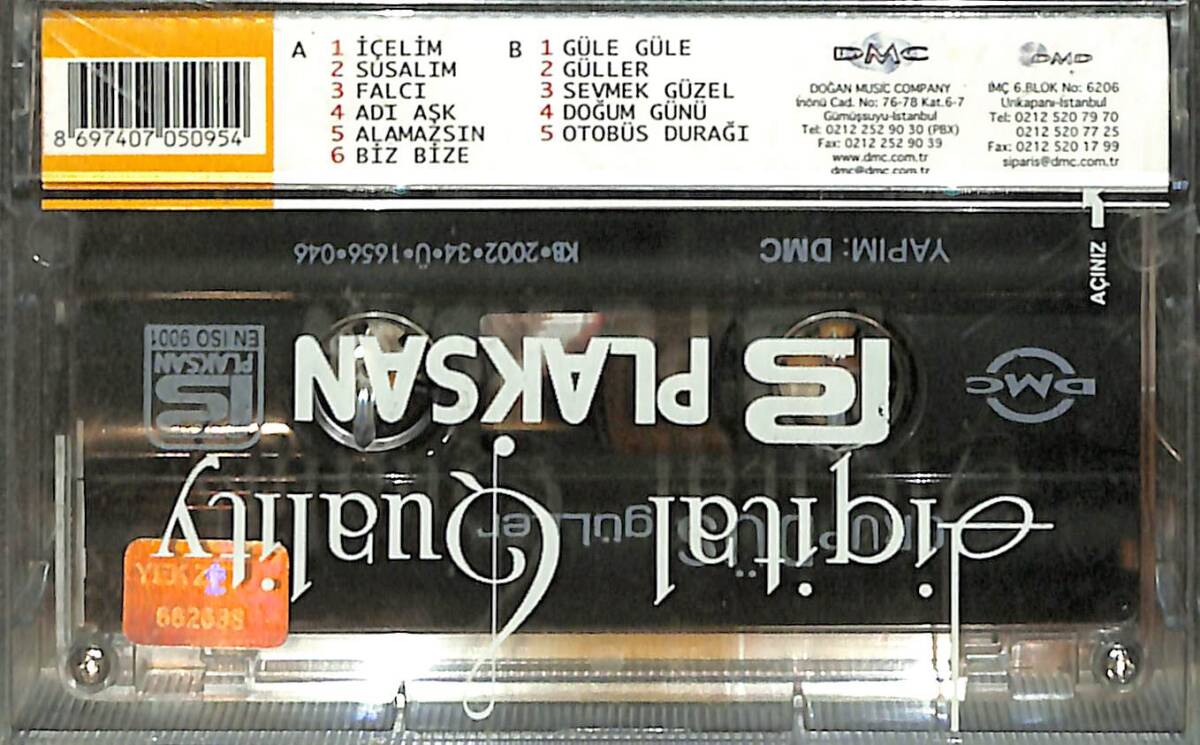 8 697407 050954
A
1 İÇELİM
2 SUSALIM
3 FALCI
4 ADI AŞK
5 ALAMAZSIN
6 BİZ BİZE
B
1 GÜLE GÜLE
2 GÜLLER
3 SEVMEK GÜZEL
4 DOĞUM GÜNÜ
5 OTOBÜS DURAĞI
DMC
DOĞAN MUSIC COMPANY
İnönü Cad. No: 76-78 Kat.6-7
Gümüşsuyu-İstanbul
Tel: 0212 252 90 30 (PBX)
Fax: 0212 252 90 39
www.dmc.com.tr
dmc@dmc.com.tr
DMD
İMÇ 6.BLOK No: 6206
Unkapanı-İstanbul
Tel: 0212 520 79 70
0212 520 77 25
Fax: 0212 520 17 99
siparis@dmc.com.tr
AÇINIZ
YAPIM: DMC
KB•2002•34•Ü•1656•046
DMC
IS PLAKSAN
IS
PLAKSAN
EN ISO 9001
Digital Quality
güller
662698